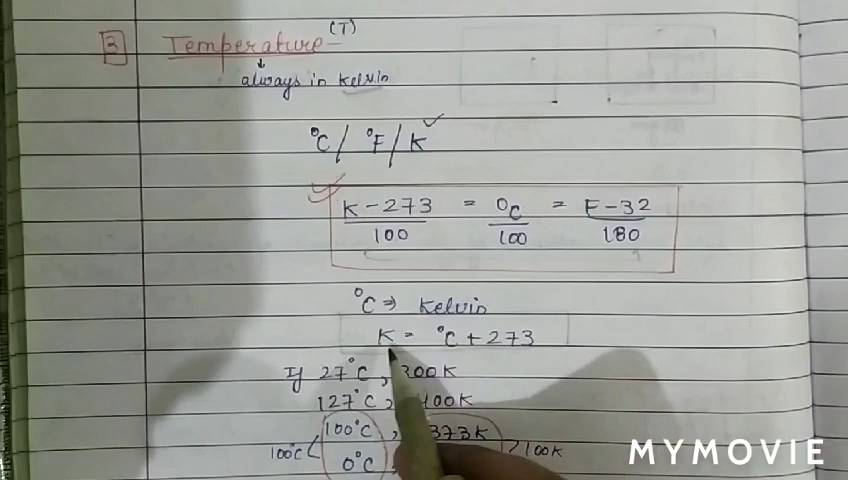 (T)
3 Temperature -
always in Kelvin
°C / °F / K
K - 273 / 100 = °C / 100 = F - 32 / 180
°C ⇒ Kelvin
K = °C + 273
If 27°C, 300K
127°C, 400K
100°C, 373K
100°C < 0°C > 100K
MYMOVIE